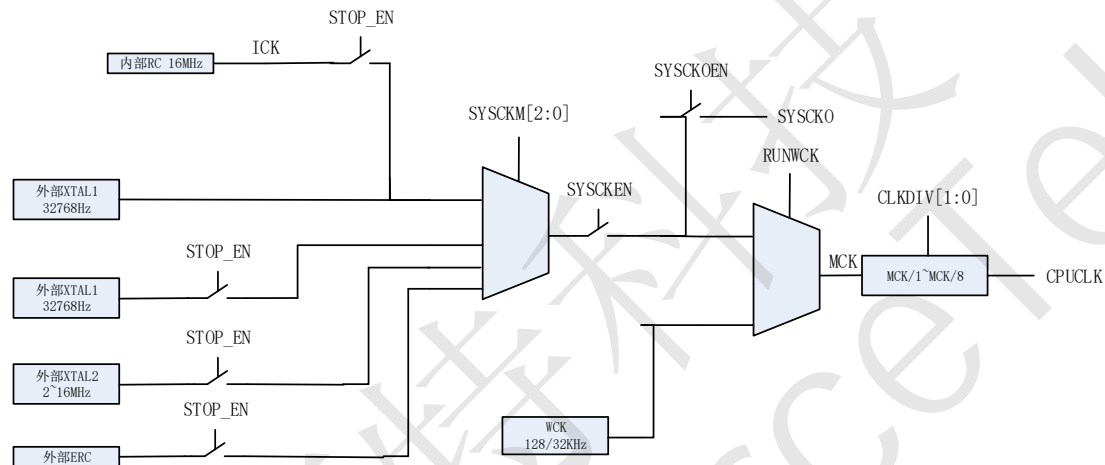 STOP_EN
内部RC 16MHz
ICK
SYSCKOEN
SYSCKM[2:0]
SYSCKO
RUNWCK
外部XTAL1
32768Hz
SYSCKEN
CLKDIV[1:0]
STOP_EN
外部XTAL1
32768Hz
MCK
MCK/1~MCK/8
CPUCLK
STOP_EN
外部XTAL2
2~16MHz
STOP_EN
WCK
128/32KHz
外部ERC